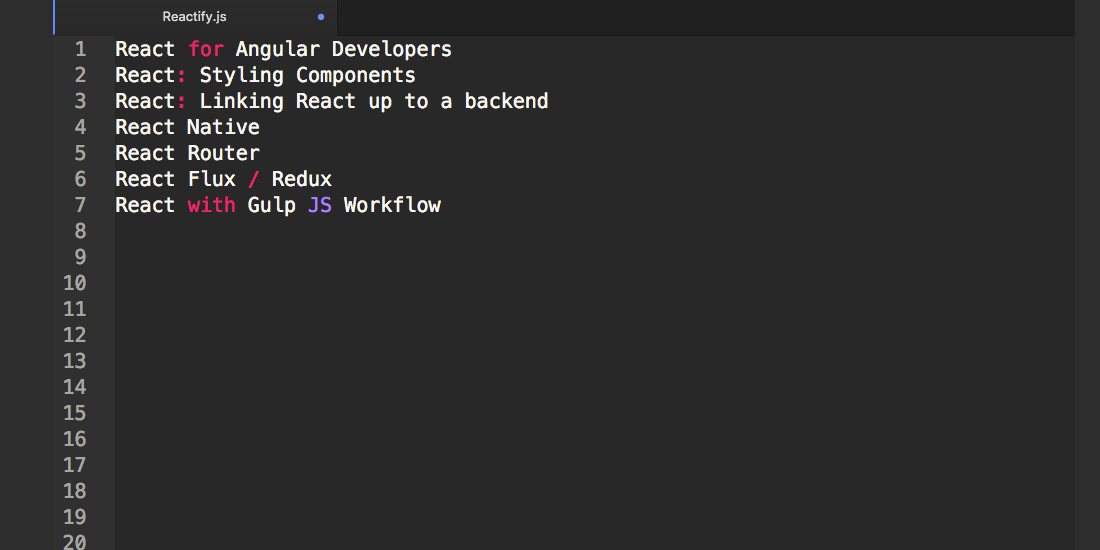 Reactify.js
1 React for Angular Developers
2 React: Styling Components
3 React: Linking React up to a backend
4 React Native
5 React Router
6 React Flux / Redux
7 React with Gulp JS Workflow
8
9
10
11
12
13
14
15
16
17
18
19
20